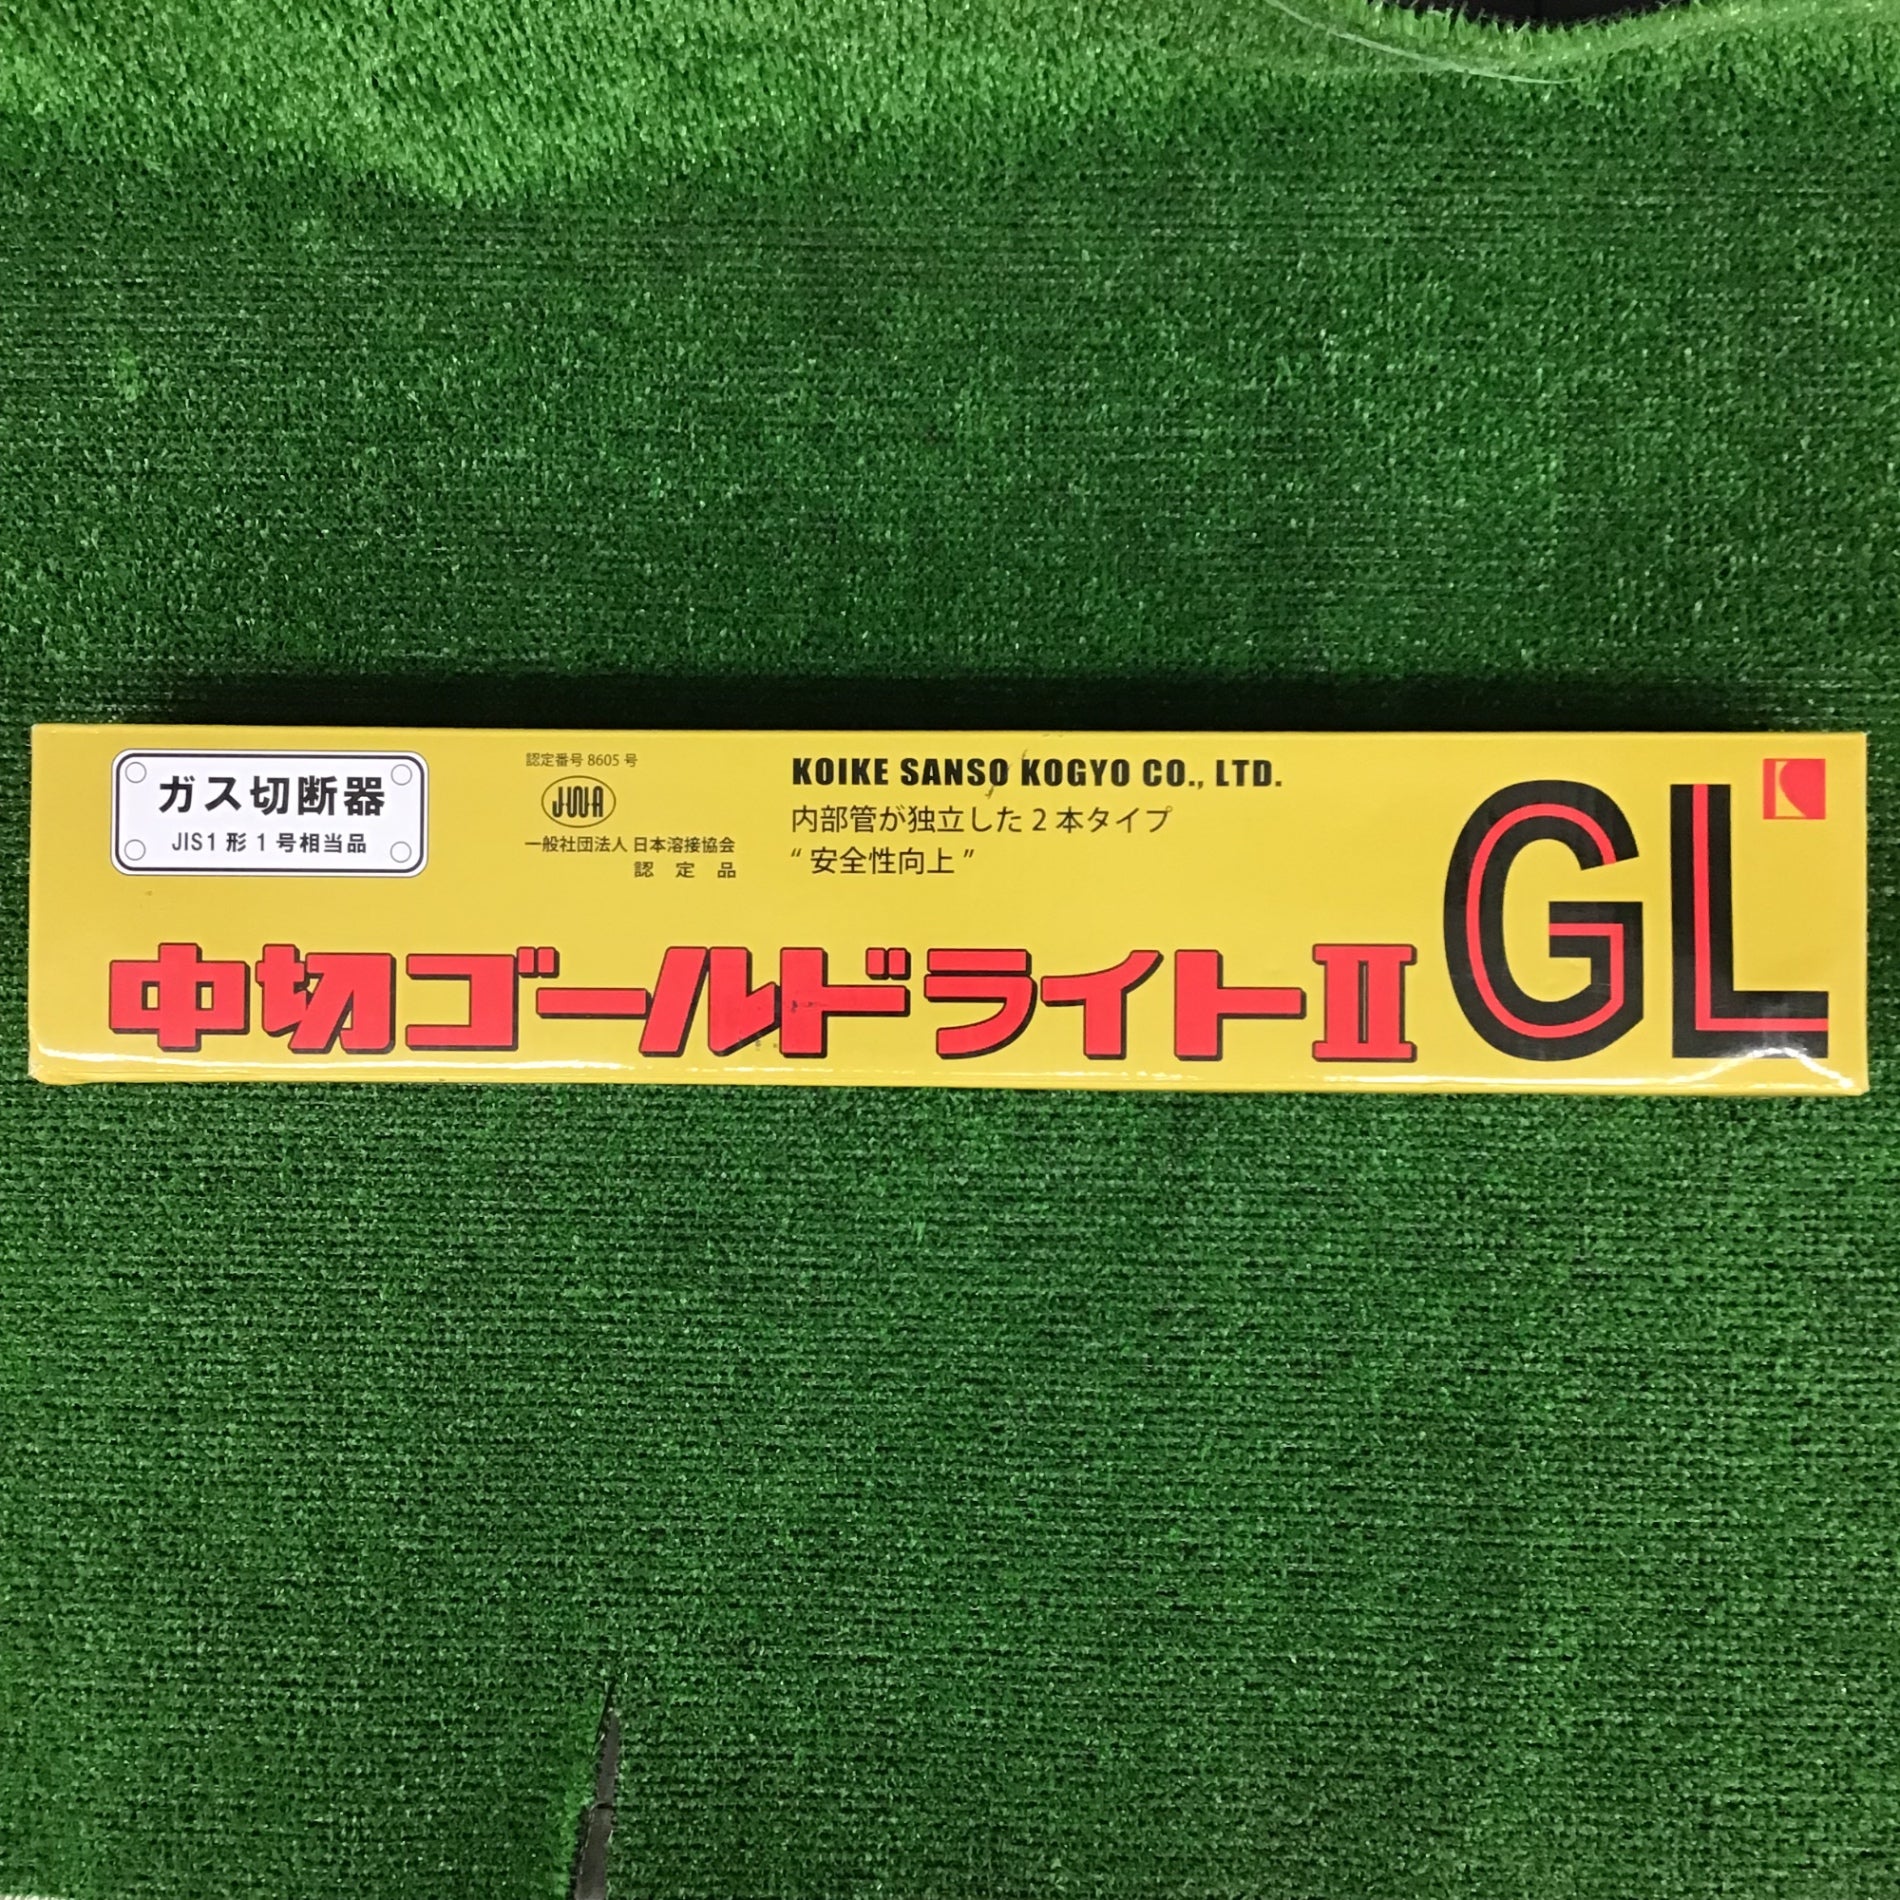 ガス切断器
JIS1 形 1 号相当品
認定番号 8605 号
JWA
一般社団法人 日本溶接協会
認 定 品
KOIKE SANSO KOGYO CO., LTD.
内部管が独立した 2 本タイプ
“ 安全性向上 ”
中切ゴールドライトⅡ
GL